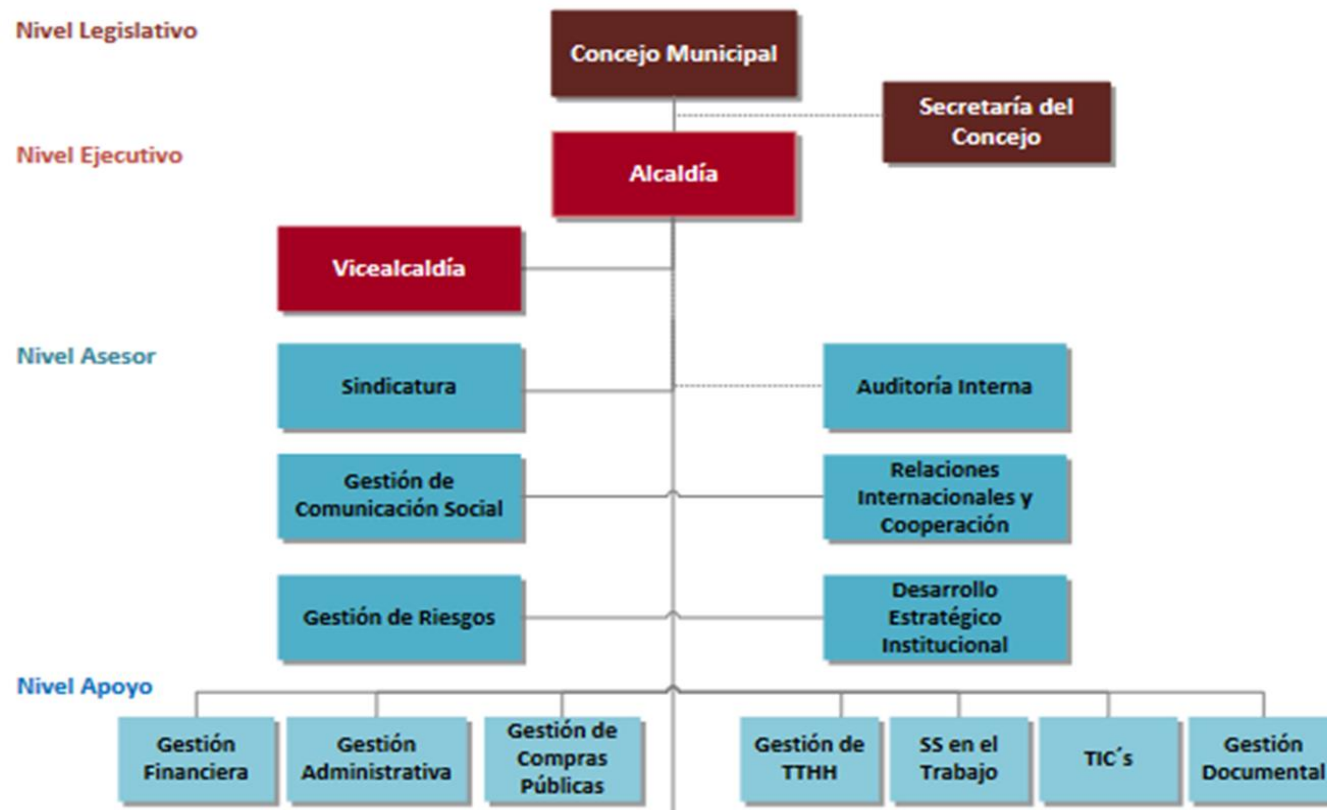 Nivel Legislativo
Concejo Municipal
Secretaría del
Concejo
Nivel Ejecutivo
Alcaldía
Vicealcaldía
Nivel Asesor
Sindicatura
Auditoría Interna
Gestión de
Comunicación Social
Relaciones
Internacionales y
Cooperación
Gestión de Riesgos
Desarrollo
Estratégico
Institucional
Nivel Apoyo
Gestión
Financiera
Gestión
Administrativa
Gestión de
Compras
Públicas
Gestión de
TTHH
SS en el
Trabajo
TIC´s
Gestión
Documental